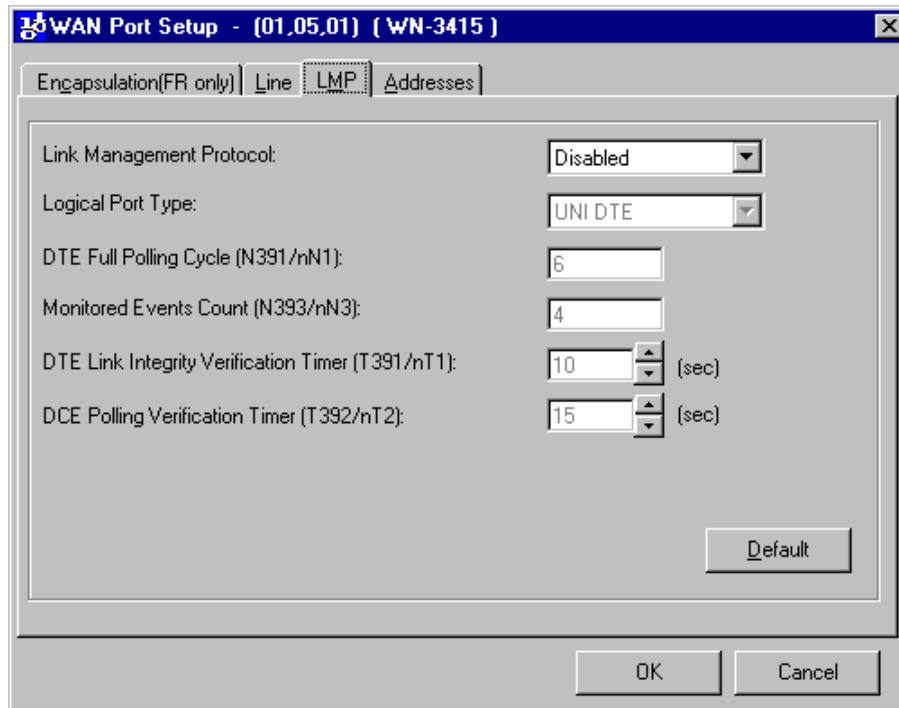 WAN Port Setup - (01,05,01) ( WN-3415 )
Encapsulation(FR only) Line LMP Addresses
Link Management Protocol: Disabled
Logical Port Type: UNI DTE
DTE Full Polling Cycle (N391/nN1): 6
Monitored Events Count (N393/nN3): 4
DTE Link Integrity Verification Timer (T391/nT1): 10 (sec)
DCE Polling Verification Timer (T392/nT2): 15 (sec)
Default
OK Cancel